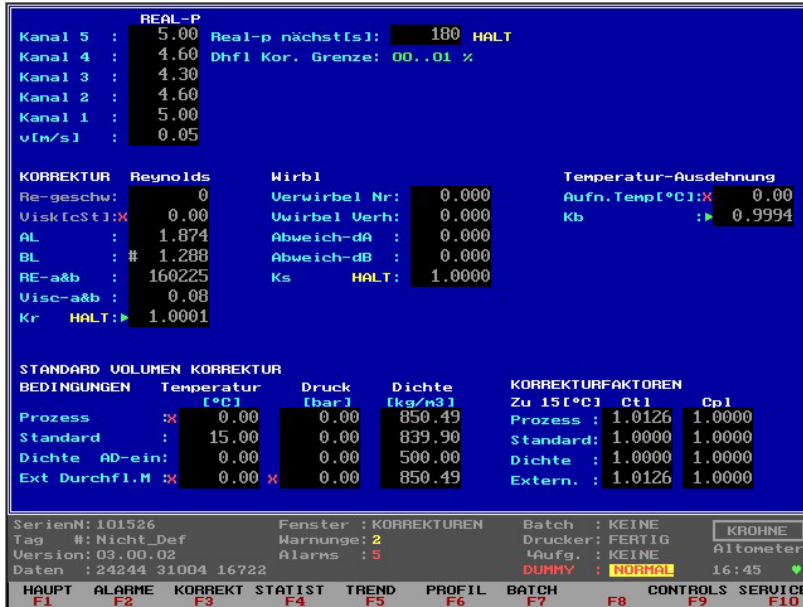 REAL-P
Kanal 5 : 5.00 Real-p nächst[s]: 180 HALT
Kanal 4 : 4.60 Dhfl Kor. Grenze: 00..01 %
Kanal 3 : 4.30
Kanal 2 : 4.60
Kanal 1 : 5.00
v[m/s] : 0.05
KORREKTUR Reynolds Wirbl Temperatur-Ausdehnung
Re-geschw: 0 Verwirbel Nr: 0.000 Aufn.Temp[°C]:x 0.00
Visk[cSt]:x 0.00 Vwirbel Verh: 0.000 Kb :► 0.9994
AL : 1.874 Abweich-dA : 0.000
BL : # 1.288 Abweich-dB : 0.000
RE-a&b : 160225 Ks HALT: 1.0000
Visc-a&b : 0.08
Kr HALT:► 1.0001
STANDARD VOLUMEN KORREKTUR
BEDINGUNGEN Temperatur Druck Dichte KORREKTURFAKTOREN
[°C] [bar] [kg/m3] Zu 15[°C] Ctl Cpl
Prozess :x 0.00 0.00 850.49 Prozess : 1.0126 1.0000
Standard : 15.00 0.00 839.90 Standard: 1.0000 1.0000
Dichte AD-ein: 0.00 0.00 500.00 Dichte : 1.0000 1.0000
Ext Durchfl.M :x 0.00 x 0.00 850.49 Extern. : 1.0126 1.0000
SerienN: 101526 Fenster : KORREKTUREN Batch : KEINE KROHNE
Tag #: Nicht_Def Warnunge: 2 Drucker: FERTIG Altometer
Version: 03.00.02 Alarms : 5 └Aufg. : KEINE
Daten : 24244 31004 16722 DUMMY : NORMAL 16:45 ♥
HAUPT ALARME KORREKT STATIST TREND PROFIL BATCH CONTROLS SERVICE
F1 F2 F3 F4 F5 F6 F7 F8 F9 F10